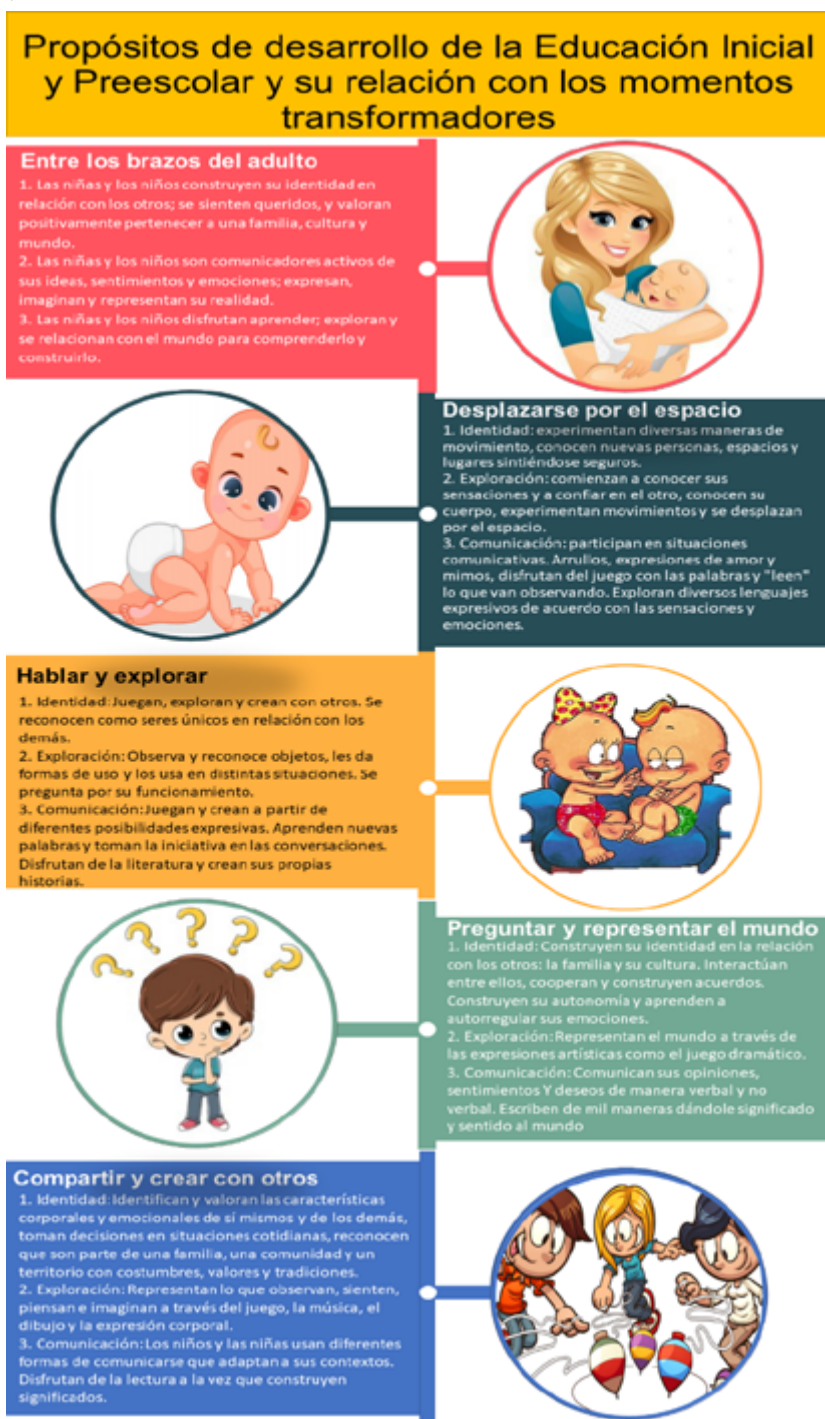 Propósitos de desarrollo de la Educación Inicial
y Preescolar y su relación con los momentos
transformadores
Entre los brazos del adulto
1. Las niñas y los niños construyen su identidad en
relación con los otros; se sienten queridos, y valoran
positivamente pertenecer a una familia, cultura y
mundo.
2. Las niñas y los niños son comunicadores activos de
sus ideas, sentimientos y emociones; expresan,
imaginan y representan su realidad.
3. Las niñas y los niños disfrutan aprender; exploran y
se relacionan con el mundo para comprenderlo y
construirlo.
Desplazarse por el espacio
1. Identidad: experimentan diversas maneras de
movimiento, conocen nuevas personas, espacios y
lugares sintiéndose seguros.
2. Exploración: comienzan a conocer sus
sensaciones y a confiar en el otro, conocen su
cuerpo, experimentan movimientos y se desplazan
por el espacio.
3. Comunicación: participan en situaciones
comunicativas. Arrullos, expresiones de amor y
mimos, disfrutan del juego con las palabras y "leen"
lo que van observando. Exploran diversos lenguajes
expresivos de acuerdo con las sensaciones y
emociones.
Hablar y explorar
1. Identidad: Juegan, exploran y crean con otros. Se
reconocen como seres únicos en relación con los
demás.
2. Exploración: Observa y reconoce objetos, les da
formas de uso y los usa en distintas situaciones. Se
pregunta por su funcionamiento.
3. Comunicación: Juegan y crean a partir de
diferentes posibilidades expresivas. Aprenden nuevas
palabras y toman la iniciativa en las conversaciones.
Disfrutan de la literatura y crean sus propias
historias.
Preguntar y representar el mundo
1. Identidad: Construyen su identidad en la relación
con los otros: la familia y su cultura. Interactúan
entre ellos, cooperan y construyen acuerdos.
Construyen su autonomía y aprenden a
autorregular sus emociones.
2. Exploración: Representan el mundo a través de
las expresiones artísticas como el juego dramático.
3. Comunicación: Comunican sus opiniones,
sentimientos Y deseos de manera verbal y no
verbal. Escriben de mil maneras dándole significado
y sentido al mundo
Compartir y crear con otros
1. Identidad: Identifican y valoran las características
corporales y emocionales de sí mismos y de los demás,
toman decisiones en situaciones cotidianas, reconocen
que son parte de una familia, una comunidad y un
territorio con costumbres, valores y tradiciones.
2. Exploración: Representan lo que observan, sienten,
piensan e imaginan a través del juego, la música, el
dibujo y la expresión corporal.
3. Comunicación: Los niños y las niñas usan diferentes
formas de comunicarse que adaptan a sus contextos.
Disfrutan de la lectura a la vez que construyen
significados.